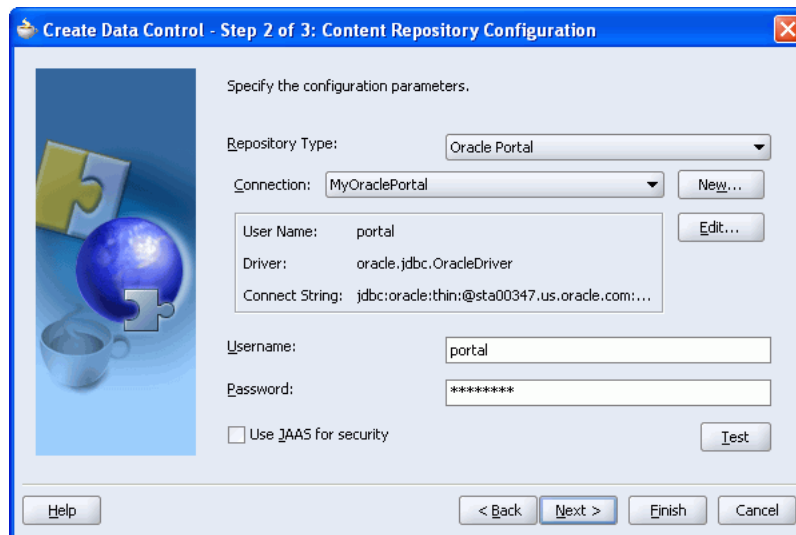 Create Data Control - Step 2 of 3: Content Repository Configuration
Specify the configuration parameters.
Repository Type: Oracle Portal
Connection: MyOraclePortal New...
User Name: portal Edit...
Driver: oracle.jdbc.OracleDriver
Connect String: jdbc:oracle:thin:@sta00347.us.oracle.com:...
Username: portal
Password: ********
Use JAAS for security Test
Help < Back Next > Finish Cancel